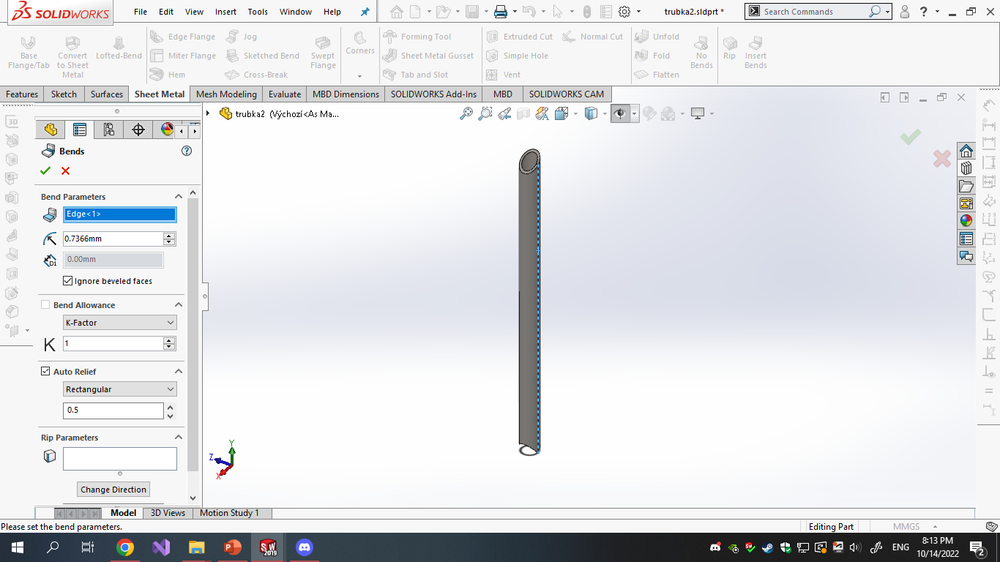 SOLIDWORKS
File Edit View Insert Tools Window Help
trubka2.sldprt *
Search Commands
?
Base Flange/Tab
Convert to Sheet Metal
Lofted-Bend
Edge Flange
Miter Flange
Hem
Jog
Sketched Bend
Cross-Break
Swept Flange
Corners
Forming Tool
Sheet Metal Gusset
Tab and Slot
Extruded Cut
Simple Hole
Vent
Normal Cut
Unfold
Fold
Flatten
No Bends
Rip
Insert Bends
Features Sketch Surfaces Sheet Metal Mesh Modeling Evaluate MBD Dimensions SOLIDWORKS Add-Ins MBD SOLIDWORKS CAM
3D
trubka2 (Výchozí<As Ma...
Bends
?
Bend Parameters
Edge<1>
0.7366mm
D1
0.00mm
Ignore beveled faces
Bend Allowance
K-Factor
K
1
Auto Relief
Rectangular
0.5
Rip Parameters
Change Direction
Y
Z
X
Model 3D Views Motion Study 1
Please set the bend parameters.
Editing Part
MMGS
SW 2019
ENG
8:13 PM
10/14/2022
2